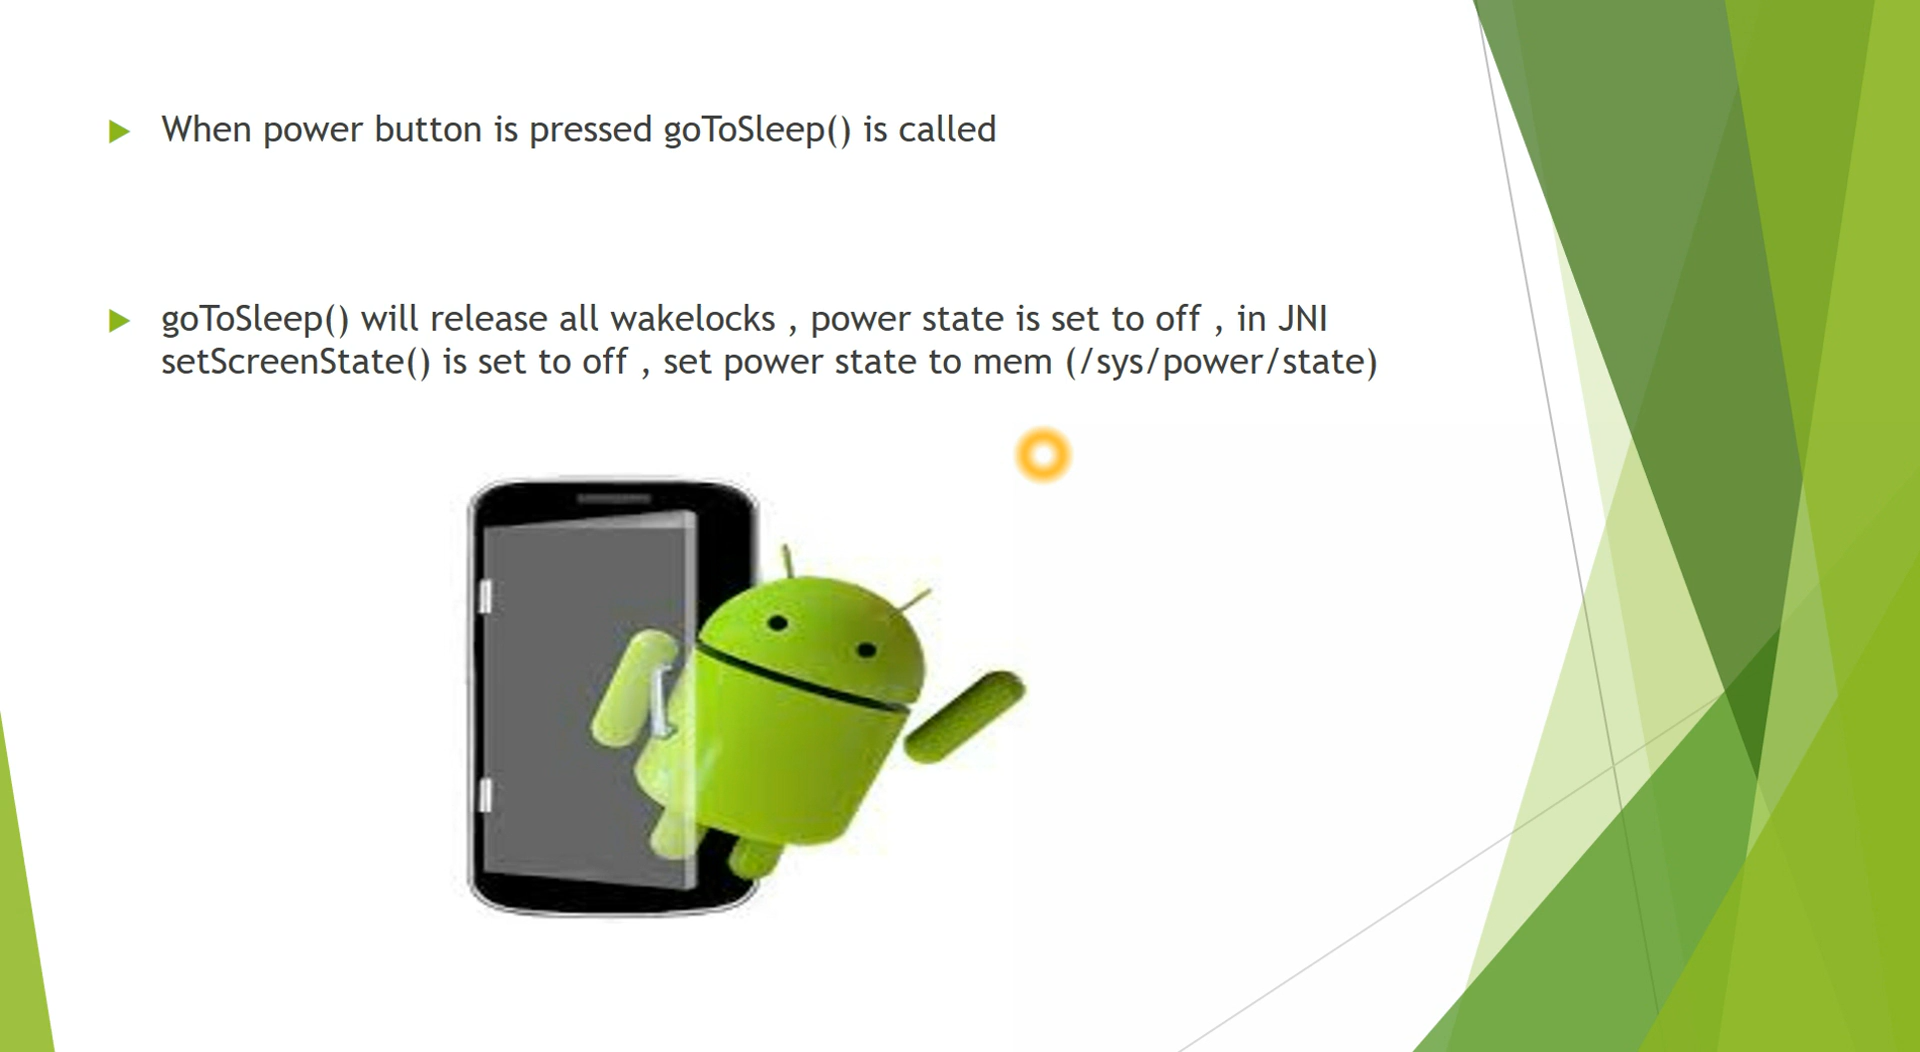 When power button is pressed goToSleep() is called
goToSleep() will release all wakelocks , power state is set to off , in JNI
setScreenState() is set to off , set power state to mem (/sys/power/state)